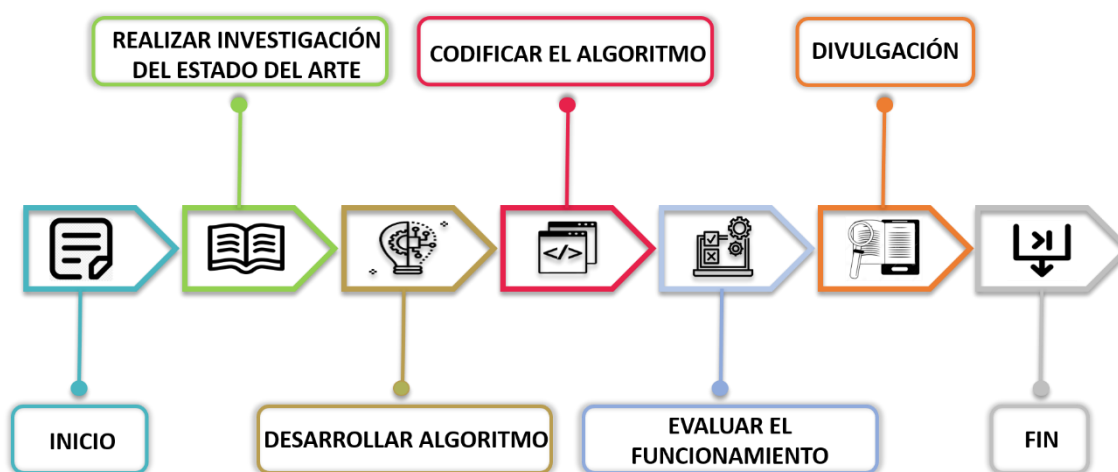 REALIZAR INVESTIGACIÓN
DEL ESTADO DEL ARTE
CODIFICAR EL ALGORITMO
DIVULGACIÓN
</>
INICIO
DESARROLLAR ALGORITMO
EVALUAR EL
FUNCIONAMIENTO
FIN